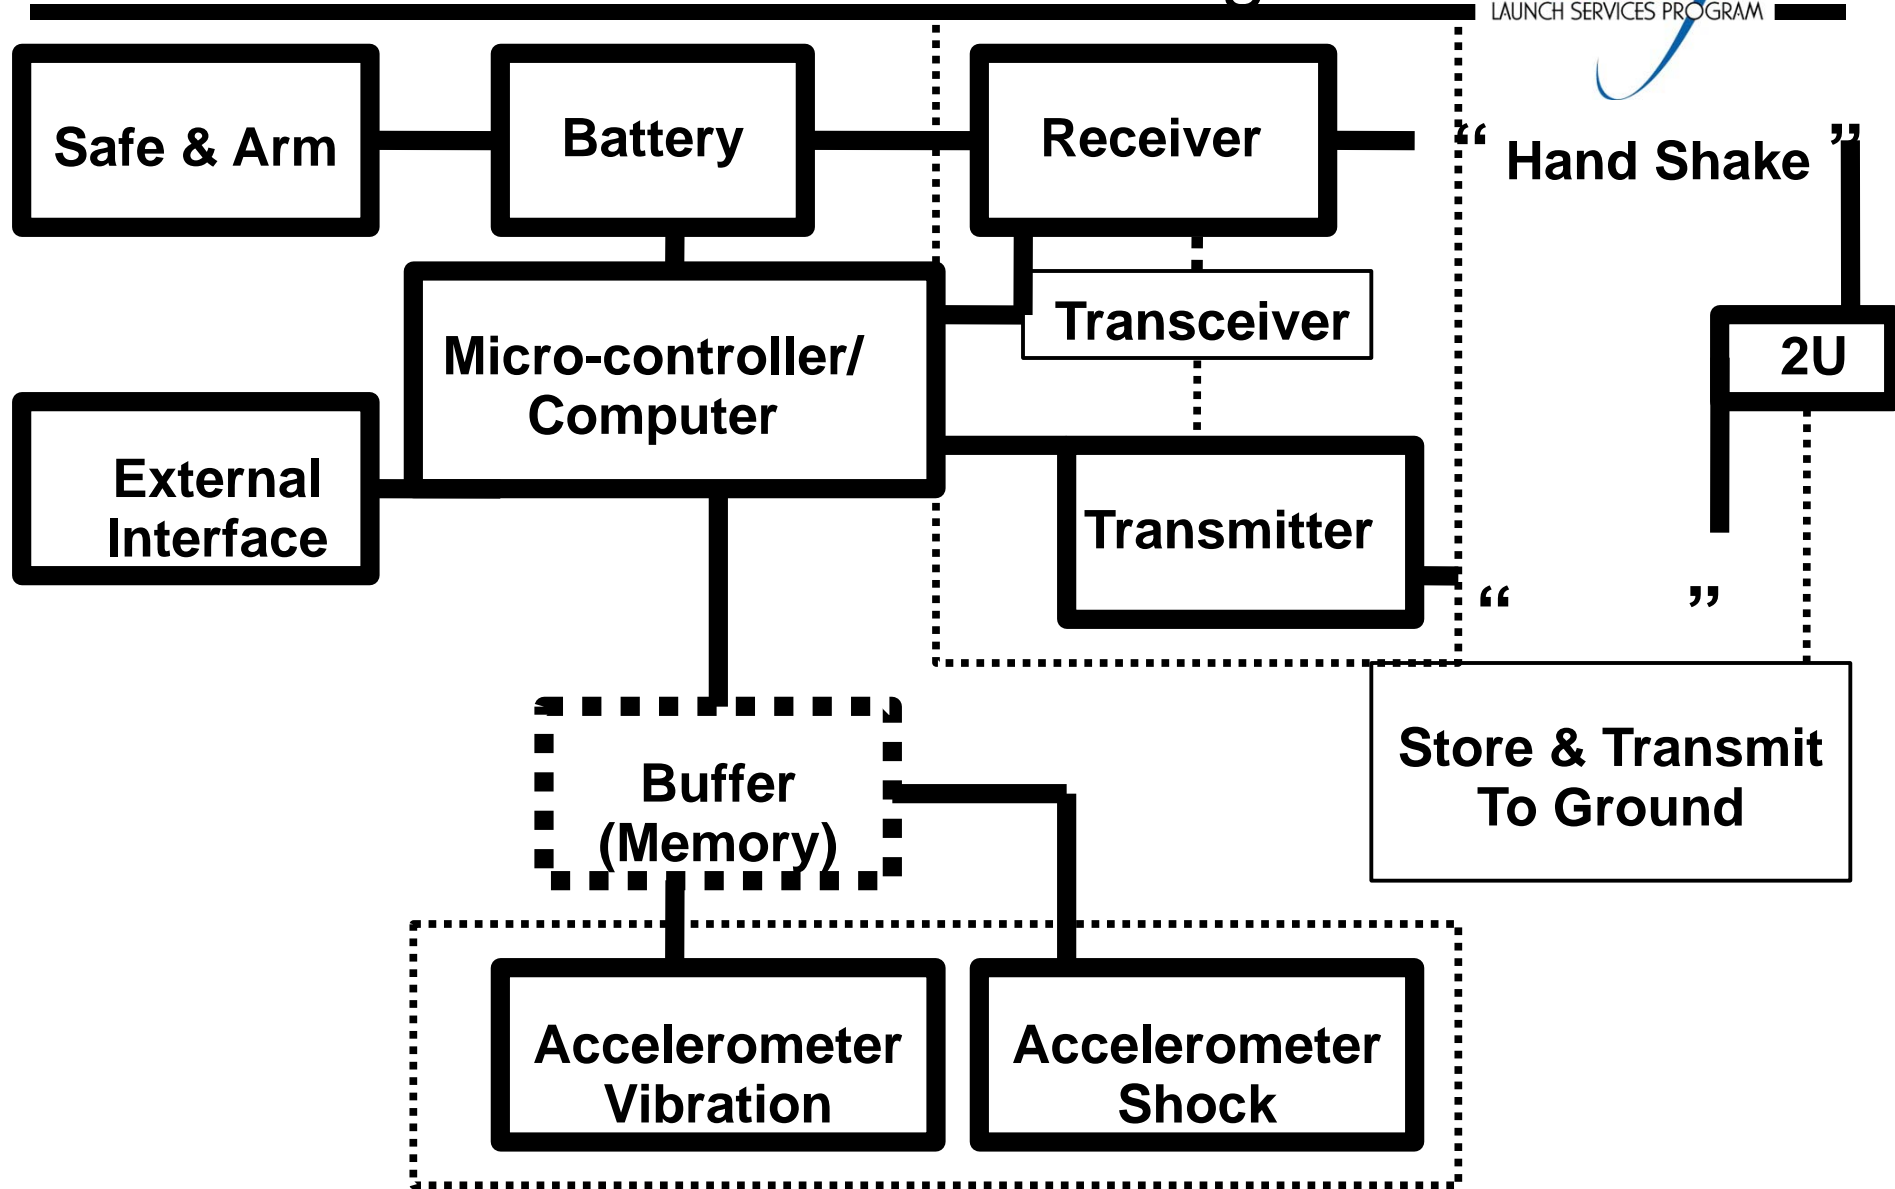 LAUNCH SERVICES PROGRAM
Safe & Arm
Battery
Receiver
“ Hand Shake ”
Micro-controller/
Computer
Transceiver
2U
External
Interface
Transmitter
“ ”
Buffer
(Memory)
Store & Transmit
To Ground
Accelerometer
Vibration
Accelerometer
Shock